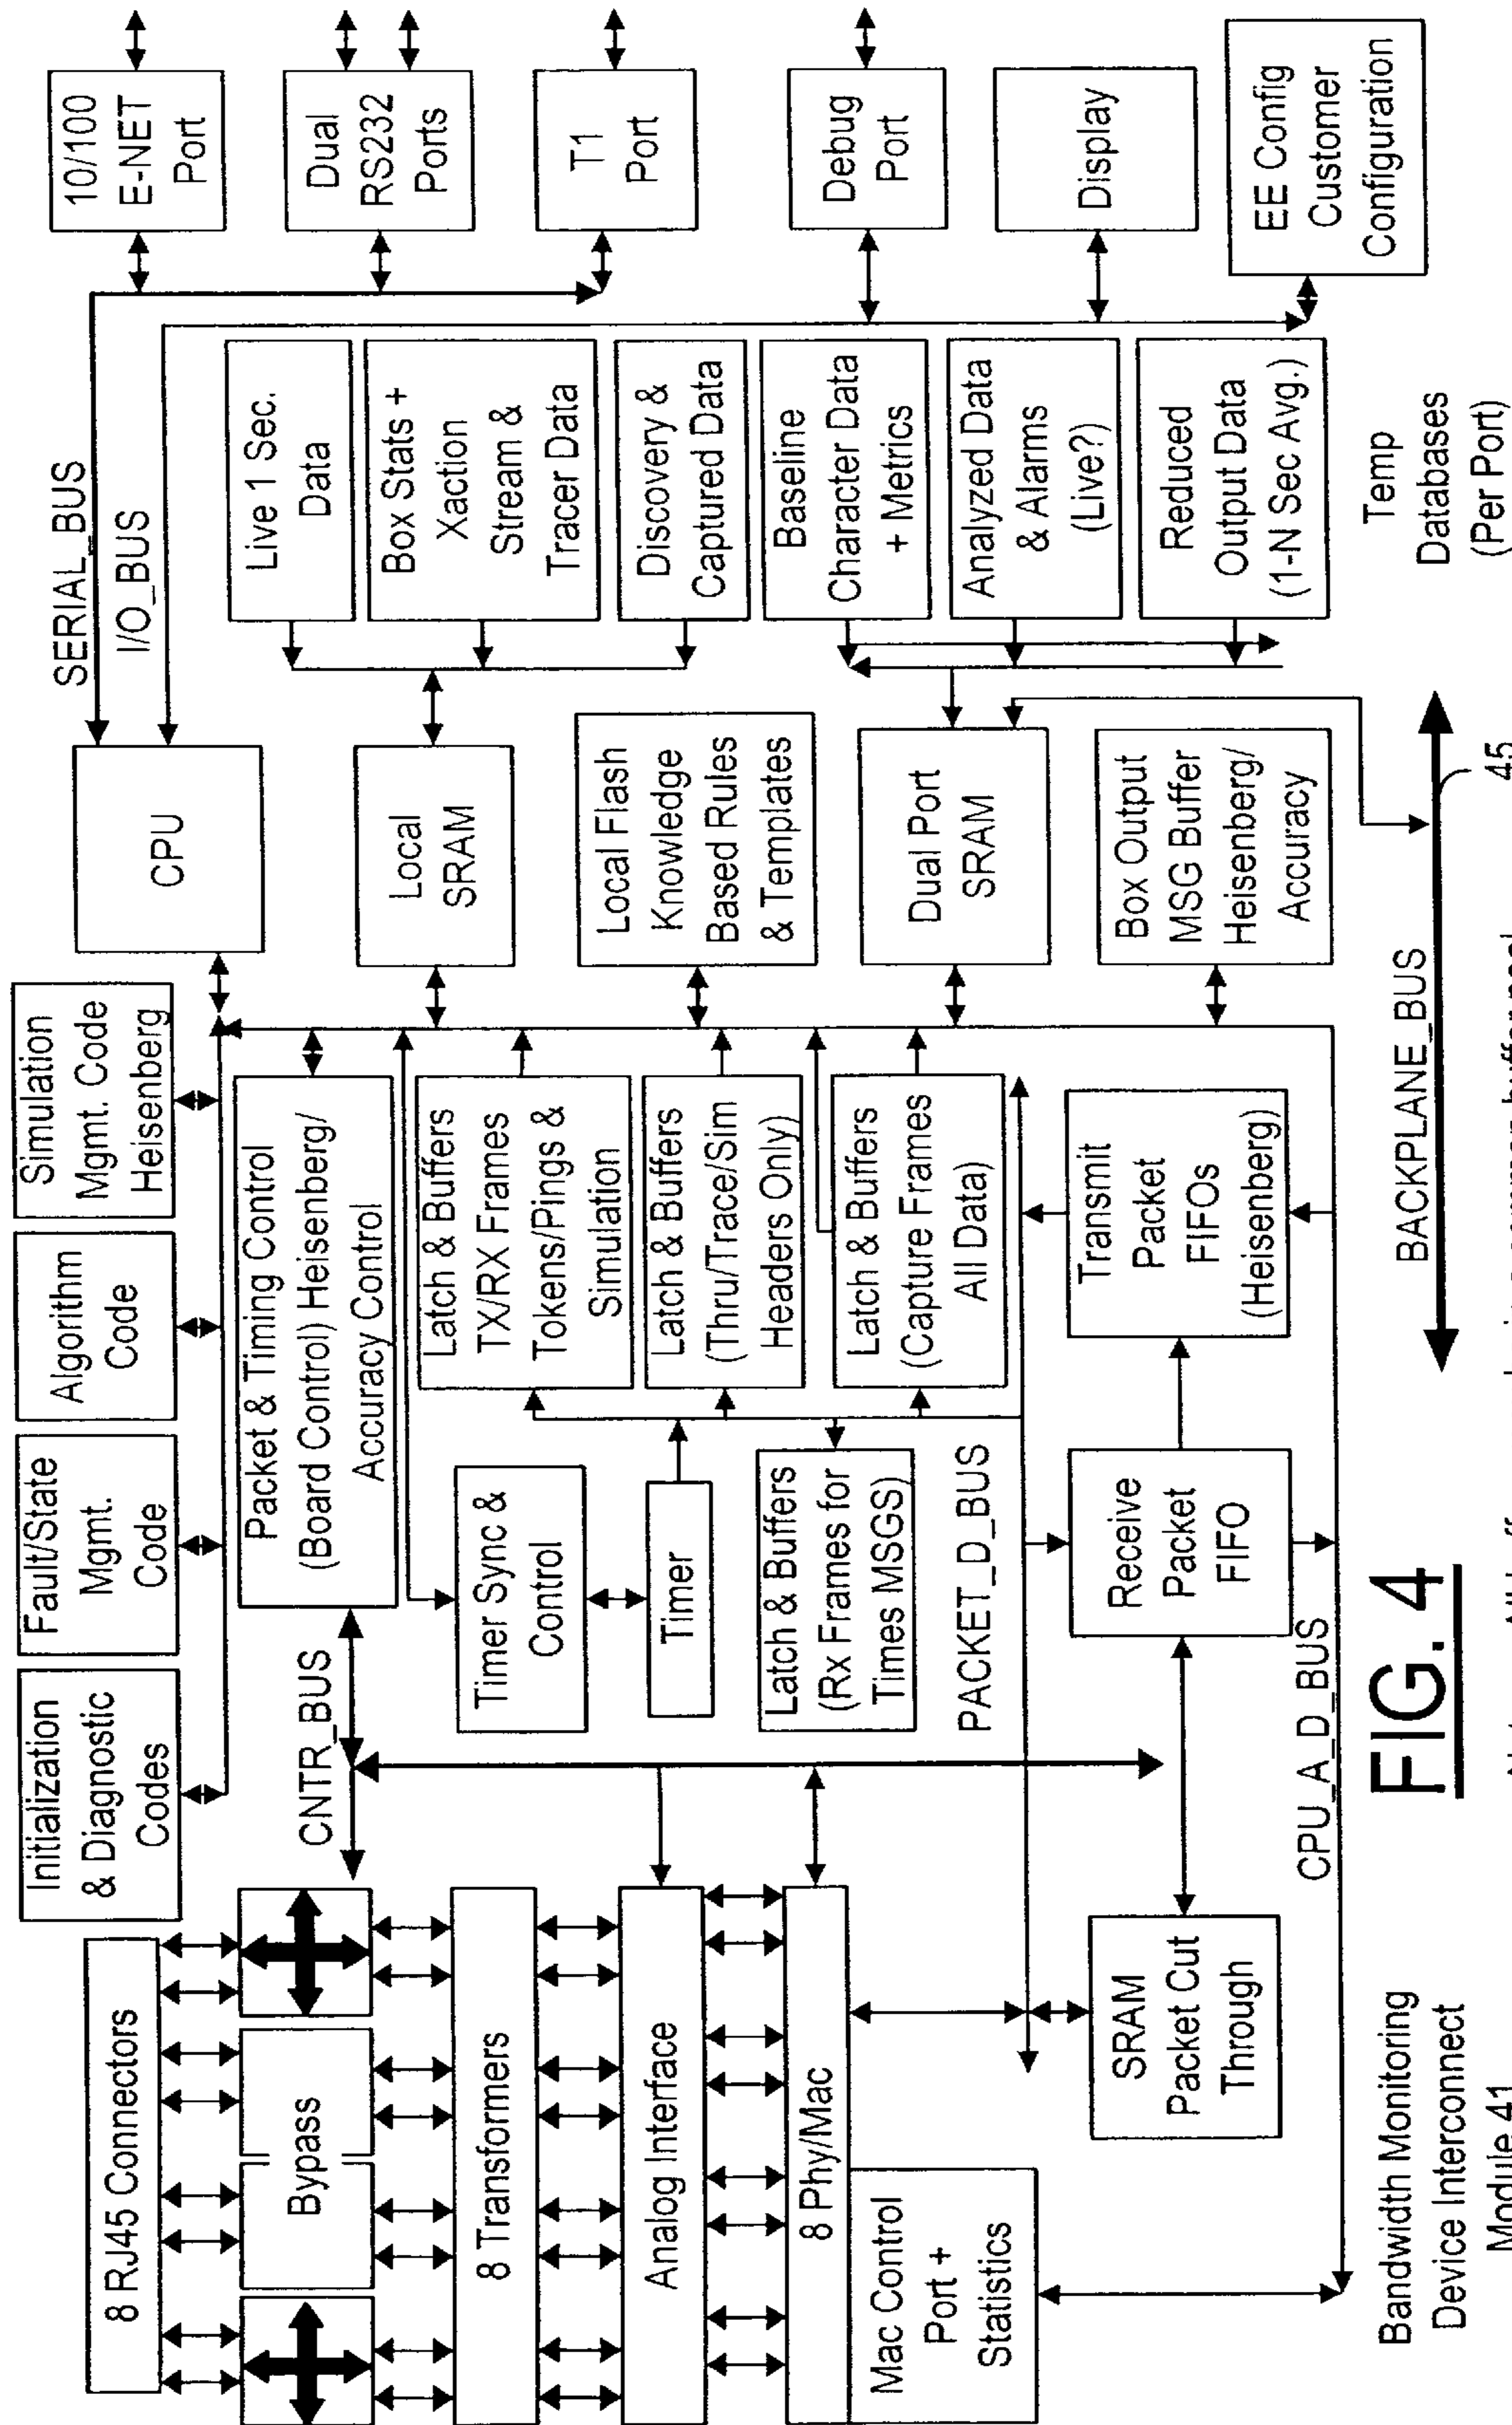 8 RJ45 Connectors
Bypass
8 Transformers
Analog Interface
8 Phy/Mac
Mac Control
Port +
Statistics
SRAM
Packet Cut
Through
Bandwidth Monitoring
Device Interconnect
Module 41
Initialization
& Diagnostic
Codes
Fault/State
Mgmt.
Code
Algorithm
Code
Simulation
Mgmt. Code
Heisenberg
CNTR_BUS
Packet & Timing Control
(Board Control) Heisenberg/
Accuracy Control
Timer Sync &
Control
Timer
Latch & Buffers
(Rx Frames for
Times MSGS)
Latch & Buffers
TX/RX Frames
Tokens/Pings &
Simulation
Latch & Buffers
(Thru/Trace/Sim
Headers Only)
Latch & Buffers
(Capture Frames
All Data)
PACKET_D_BUS
Receive
Packet
FIFO
Transmit
Packet
FIFOs
(Heisenberg)
CPU_A_D_BUS
FIG. 4
CPU
Local
SRAM
Local Flash
Knowledge
Based Rules
& Templates
Dual Port
SRAM
Box Output
MSG Buffer
Heisenberg/
Accuracy
BACKPLANE_BUS
45
SERIAL_BUS
I/O_BUS
Live 1 Sec.
Data
Box Stats +
Xaction
Stream &
Tracer Data
Discovery &
Captured Data
Baseline
Character Data
+ Metrics
Analyzed Data
& Alarms
(Live?)
Reduced
Output Data
(1-N Sec Avg.)
Temp
Databases
(Per Port)
10/100
E-NET
Port
Dual
RS232
Ports
T1
Port
Debug
Port
Display
EE Config
Customer
Configuration